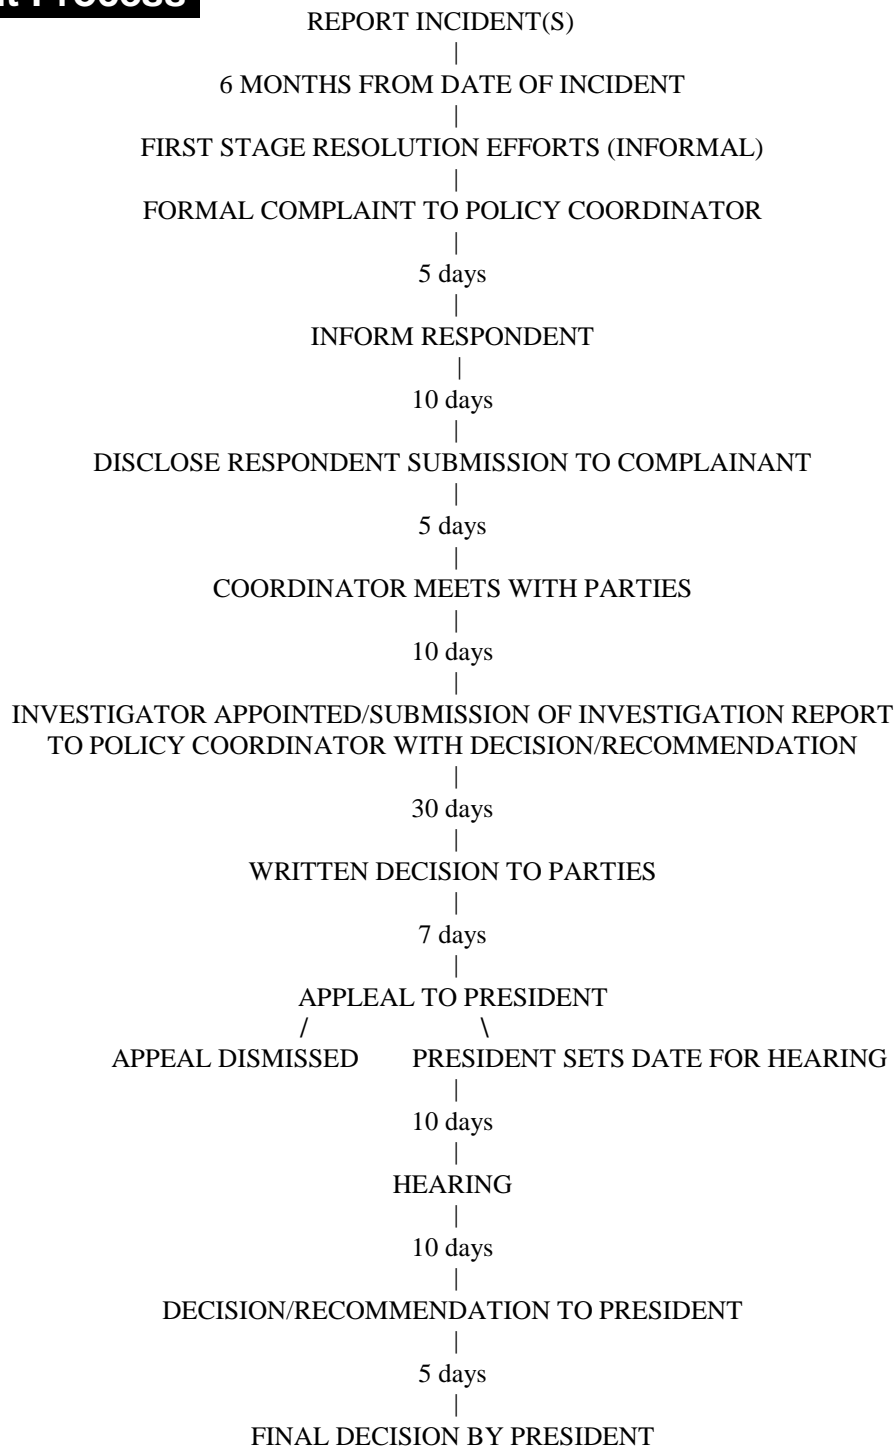 Process
REPORT INCIDENT(S)
|
6 MONTHS FROM DATE OF INCIDENT
|
FIRST STAGE RESOLUTION EFFORTS (INFORMAL)
|
FORMAL COMPLAINT TO POLICY COORDINATOR
|
5 days
|
INFORM RESPONDENT
|
10 days
|
DISCLOSE RESPONDENT SUBMISSION TO COMPLAINANT
|
5 days
|
COORDINATOR MEETS WITH PARTIES
|
10 days
|
INVESTIGATOR APPOINTED/SUBMISSION OF INVESTIGATION REPORT
TO POLICY COORDINATOR WITH DECISION/RECOMMENDATION
|
30 days
|
WRITTEN DECISION TO PARTIES
|
7 days
|
APPLEAL TO PRESIDENT
/ \
APPEAL DISMISSED PRESIDENT SETS DATE FOR HEARING
|
10 days
|
HEARING
|
10 days
|
DECISION/RECOMMENDATION TO PRESIDENT
|
5 days
|
FINAL DECISION BY PRESIDENT